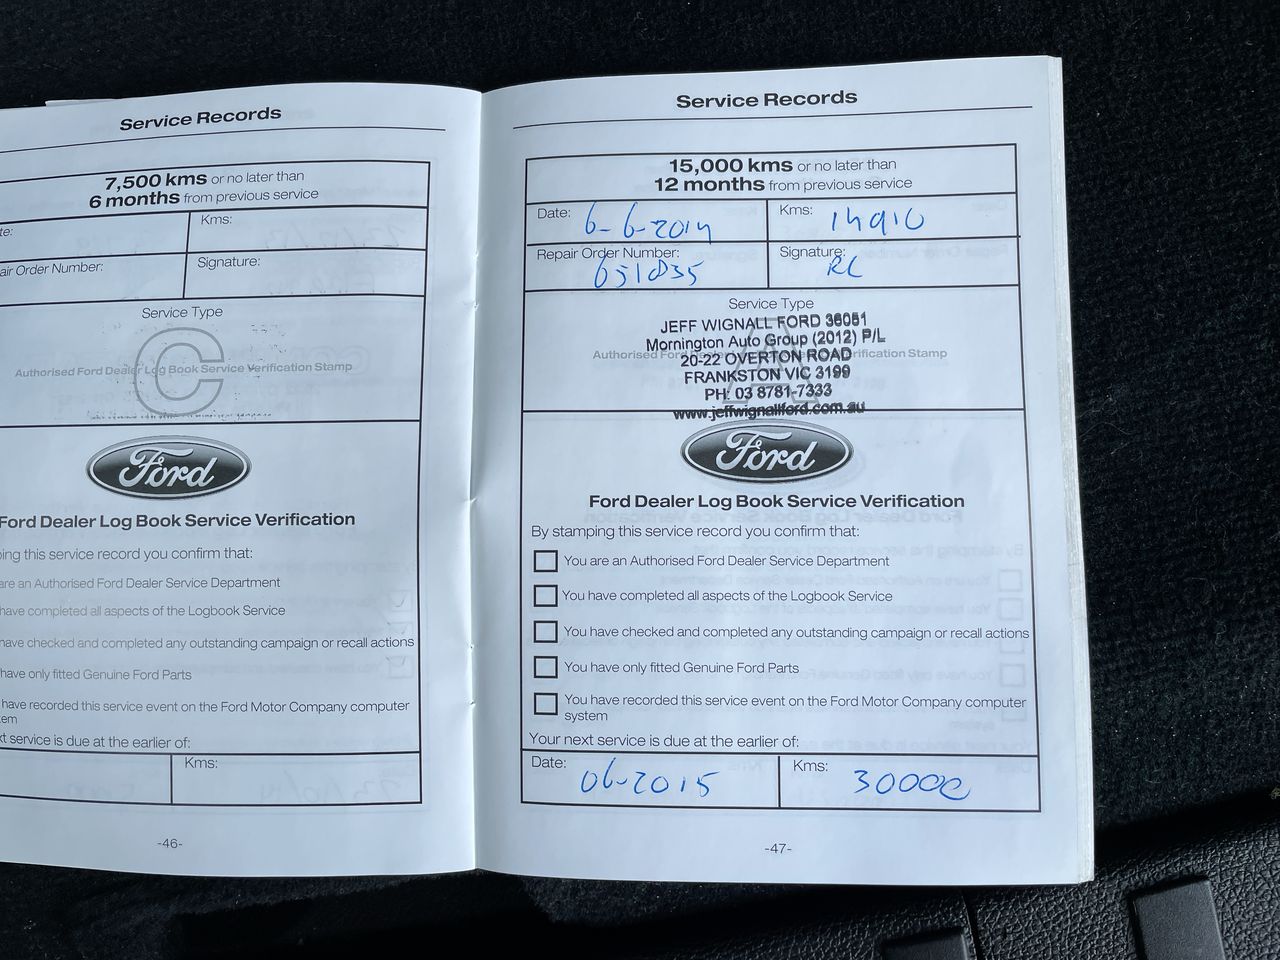 Service Records
7,500 kms or no later than
6 months from previous service
te:
Kms:
air Order Number:
Signature:
Service Type
C
Authorised Ford Dealer Log Book Service Verification Stamp
Ford
Ford Dealer Log Book Service Verification
ping this service record you confirm that:
are an Authorised Ford Dealer Service Department
have completed all aspects of the Logbook Service
have checked and completed any outstanding campaign or recall actions
have only fitted Genuine Ford Parts
have recorded this service event on the Ford Motor Company computer
tem
xt service is due at the earlier of:
Kms:
-46-
Service Records
15,000 kms or no later than
12 months from previous service
Date: 6-6-2014
Kms: 14910
Repair Order Number: 651835
Signature: RC
Service Type
A
JEFF WIGNALL FORD 36051
Mornington Auto Group (2012) P/L
Authorised Ford Dealer Log Book Service Verification Stamp
20-22 OVERTON ROAD
FRANKSTON VIC 3199
PH: 03 8781-7333
www.jeffwignallford.com.au
Ford
Ford Dealer Log Book Service Verification
By stamping this service record you confirm that:
You are an Authorised Ford Dealer Service Department
You have completed all aspects of the Logbook Service
You have checked and completed any outstanding campaign or recall actions
You have only fitted Genuine Ford Parts
You have recorded this service event on the Ford Motor Company computer
system
Your next service is due at the earlier of:
Date: 06-2015
Kms: 30000
-47-